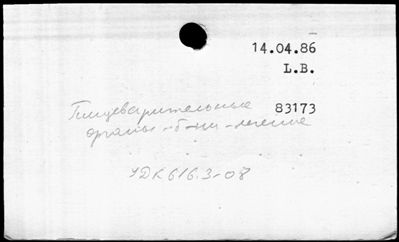 14.04.86
L.B.
83173
Пищеварительные
органы - б-ни - лечение
УДК 616.3-08